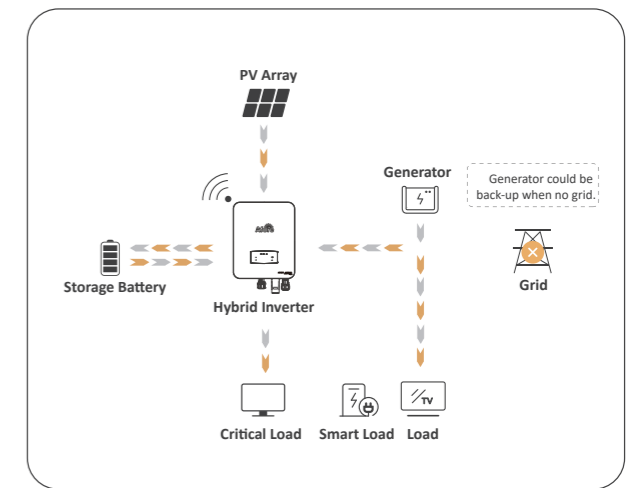 PV Array
Generator
Generator could be
back-up when no grid.
Storage Battery
Hybrid Inverter
Grid
Critical Load
Smart Load
Load
TV